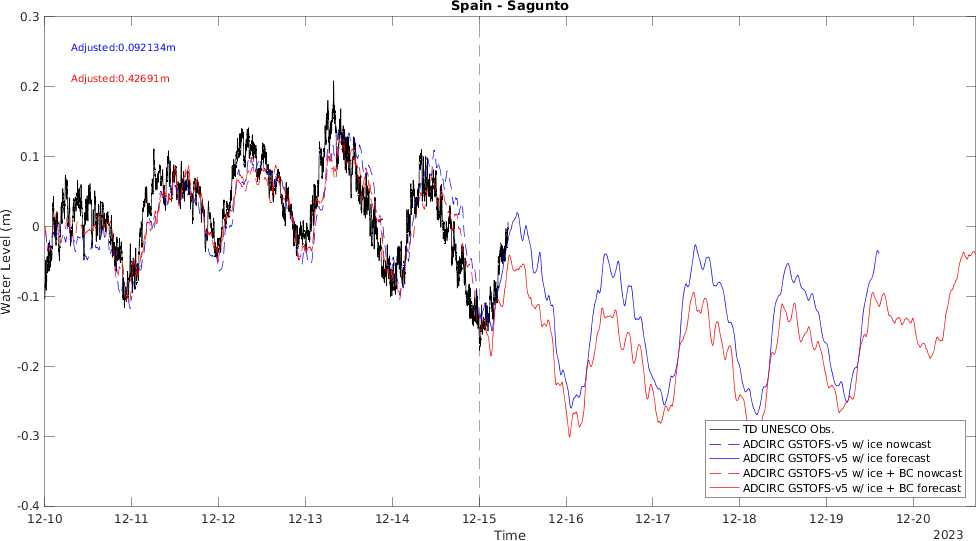 Spain - Sagunto
0.3
Adjusted:0.092134m
Adjusted:0.42691m
0.2
0.1
0
-0.1
-0.2
-0.3
-0.4
Water Level (m)
TD UNESCO Obs.
ADCIRC GSTOFS-v5 w/ ice nowcast
ADCIRC GSTOFS-v5 w/ ice forecast
ADCIRC GSTOFS-v5 w/ ice + BC nowcast
ADCIRC GSTOFS-v5 w/ ice + BC forecast
12-10 12-11 12-12 12-13 12-14 12-15 12-16 12-17 12-18 12-19 12-20
Time
2023